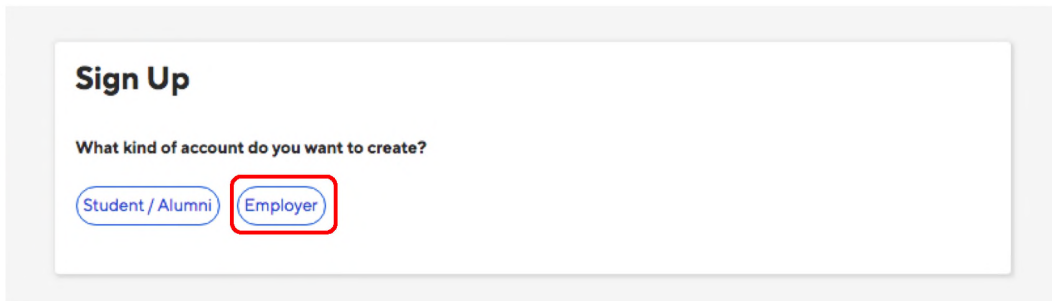 Sign Up
What kind of account do you want to create?
Student / Alumni Employer